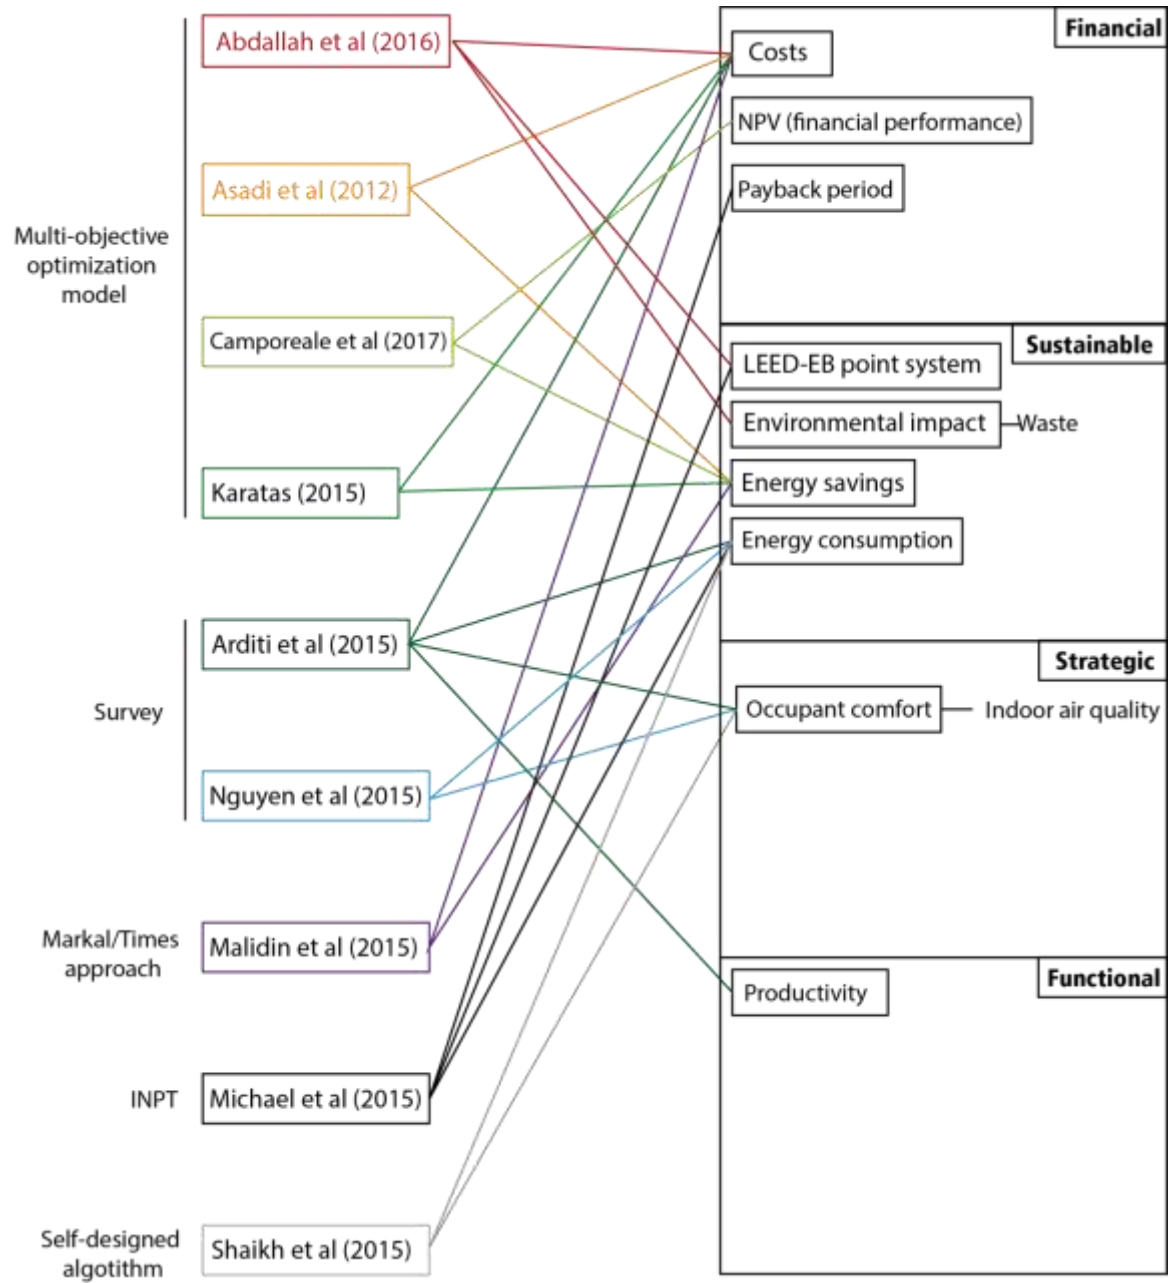 Abdallah et al (2016)
Asadi et al (2012)
Multi-objective
optimization
model
Camporeale et al (2017)
Karatas (2015)
Arditi et al (2015)
Survey
Nguyen et al (2015)
Markal/Times
approach
Malidin et al (2015)
INPT
Michael et al (2015)
Self-designed
algotithm
Shaikh et al (2015)
Financial
Costs
NPV (financial performance)
Payback period
Sustainable
LEED-EB point system
Environmental impact
Waste
Energy savings
Energy consumption
Strategic
Occupant comfort
Indoor air quality
Functional
Productivity